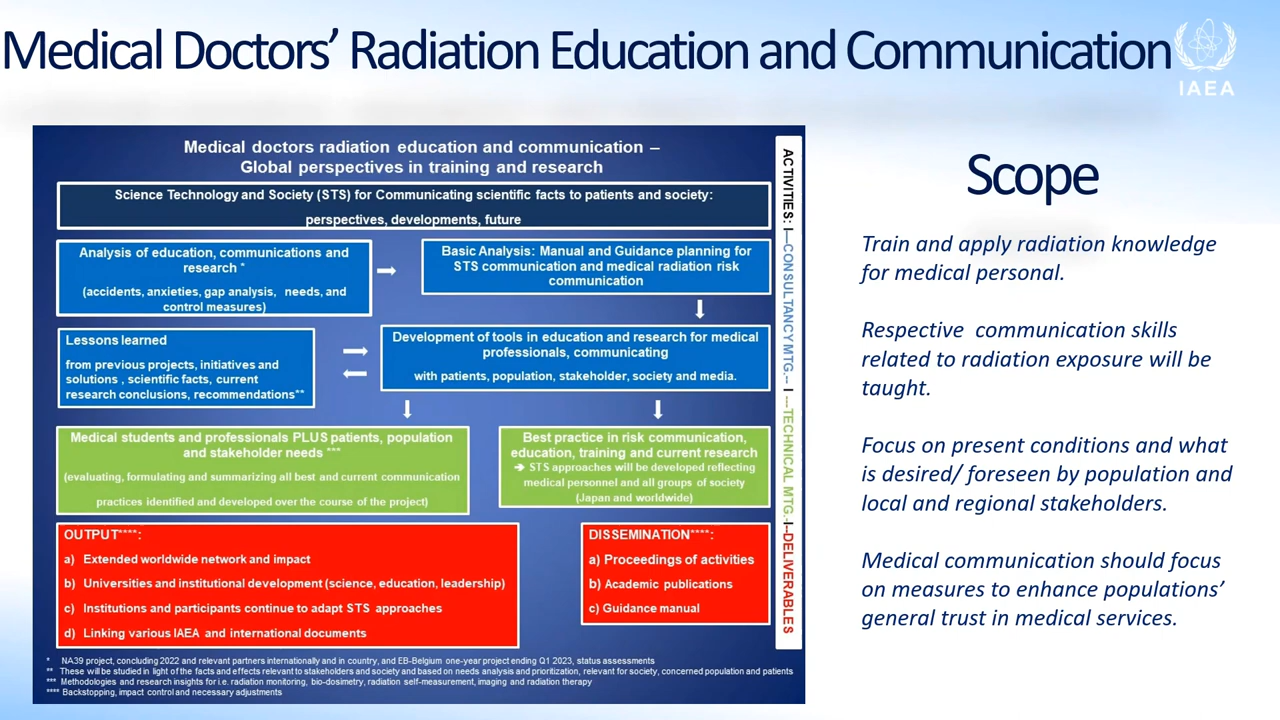 Medical Doctors’ Radiation Education and Communication
IAEA
Medical doctors radiation education and communication –
Global perspectives in training and research
Science Technology and Society (STS) for Communicating scientific facts to patients and society:
perspectives, developments, future
Analysis of education, communications and
research *
(accidents, anxieties, gap analysis, needs, and
control measures)
Basic Analysis: Manual and Guidance planning for
STS communication and medical radiation risk
communication
Lessons learned
from previous projects, initiatives and
solutions , scientific facts, current
research conclusions, recommendations**
Development of tools in education and research for medical
professionals, communicating
with patients, population, stakeholder, society and media.
Medical students and professionals PLUS patients, population
and stakeholder needs ***
(evaluating, formulating and summarizing all best and current communication
practices identified and developed over the course of the project)
Best practice in risk communication,
education, training and current research
➔ STS approaches will be developed reflecting
medical personnel and all groups of society
(Japan and worldwide)
OUTPUT****:
a) Extended worldwide network and impact
b) Universities and institutional development (science, education, leadership)
c) Institutions and participants continue to adapt STS approaches
d) Linking various IAEA and international documents
DISSEMINATION****:
a) Proceedings of activities
b) Academic publications
c) Guidance manual
ACTIVITIES: I—CONSULTANCY MTG.-- I ---TECHNICAL MTG.-I--DELIVERABLES
* NA39 project, concluding 2022 and relevant partners internationally and in country, and EB-Belgium one-year project ending Q1 2023, status assessments
** These will be studied in light of the facts and effects relevant to stakeholders and society and based on needs analysis and prioritization, relevant for society, concerned population and patients
*** Methodologies and research insights for i.e. radiation monitoring, bio-dosimetry, radiation self-measurement, imaging and radiation therapy
**** Backstopping, impact control and necessary adjustments
Scope
Train and apply radiation knowledge
for medical personal.
Respective communication skills
related to radiation exposure will be
taught.
Focus on present conditions and what
is desired/ foreseen by population and
local and regional stakeholders.
Medical communication should focus
on measures to enhance populations’
general trust in medical services.